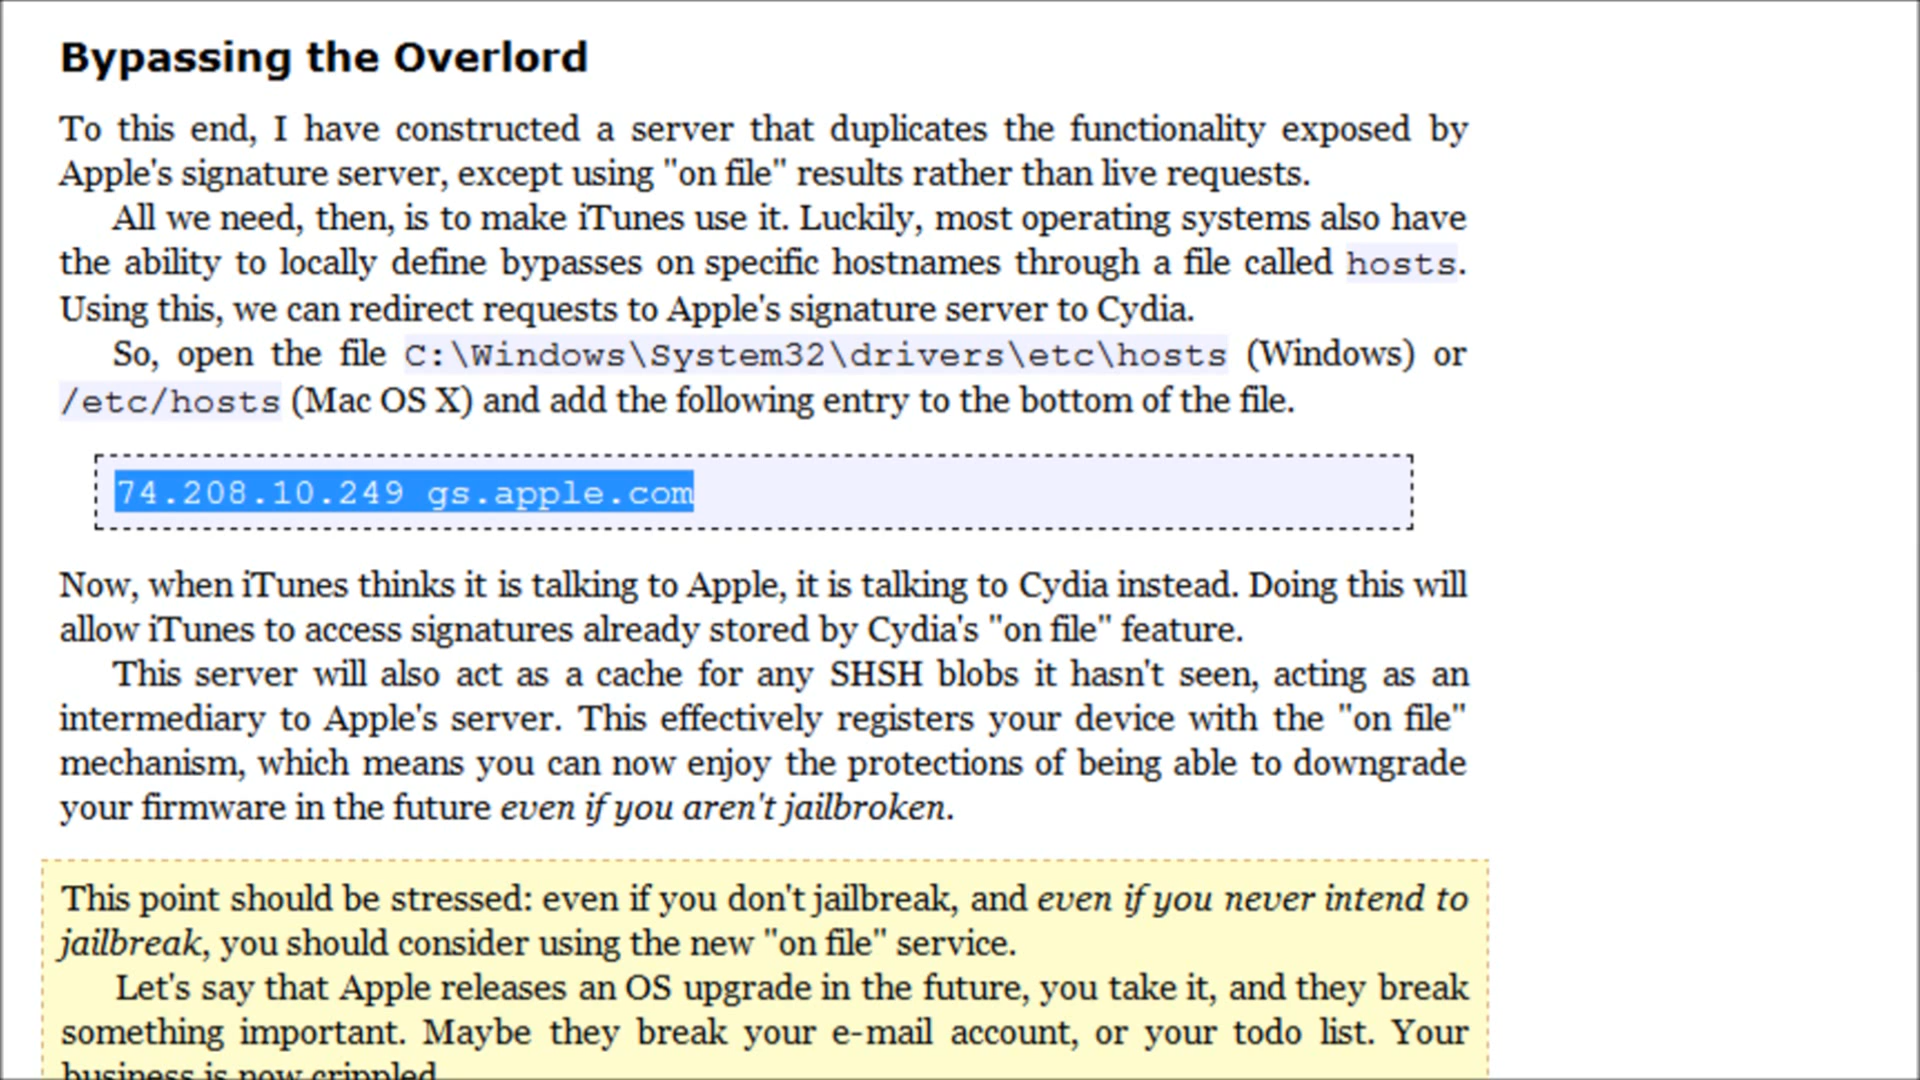 Bypassing the Overlord
To this end, I have constructed a server that duplicates the functionality exposed by
Apple's signature server, except using "on file" results rather than live requests.
All we need, then, is to make iTunes use it. Luckily, most operating systems also have
the ability to locally define bypasses on specific hostnames through a file called hosts.
Using this, we can redirect requests to Apple's signature server to Cydia.
So, open the file C:\Windows\System32\drivers\etc\hosts (Windows) or
/etc/hosts (Mac OS X) and add the following entry to the bottom of the file.
74.208.10.249 gs.apple.com
Now, when iTunes thinks it is talking to Apple, it is talking to Cydia instead. Doing this will
allow iTunes to access signatures already stored by Cydia's "on file" feature.
This server will also act as a cache for any SHSH blobs it hasn't seen, acting as an
intermediary to Apple's server. This effectively registers your device with the "on file"
mechanism, which means you can now enjoy the protections of being able to downgrade
your firmware in the future even if you aren't jailbroken.
This point should be stressed: even if you don't jailbreak, and even if you never intend to
jailbreak, you should consider using the new "on file" service.
Let's say that Apple releases an OS upgrade in the future, you take it, and they break
something important. Maybe they break your e-mail account, or your todo list. Your
business is now crippled